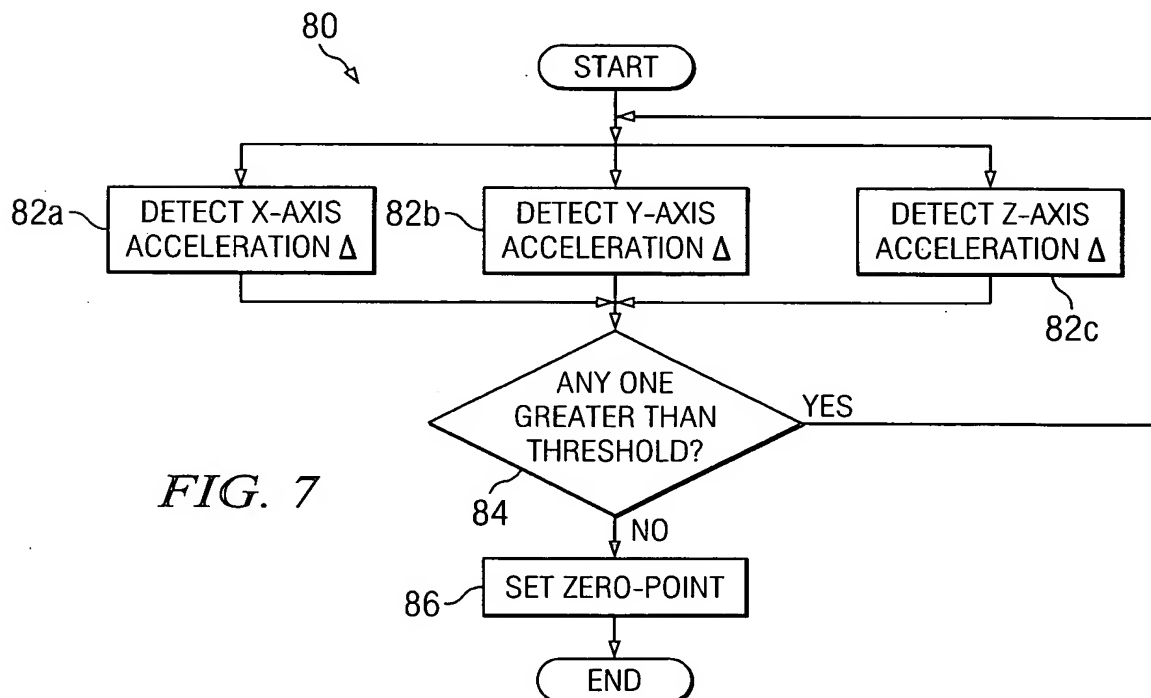 80
START
82a
DETECT X-AXIS
ACCELERATION Δ
82b
DETECT Y-AXIS
ACCELERATION Δ
DETECT Z-AXIS
ACCELERATION Δ
82c
ANY ONE
GREATER THAN
THRESHOLD?
YES
84
FIG. 7
NO
86
SET ZERO-POINT
END